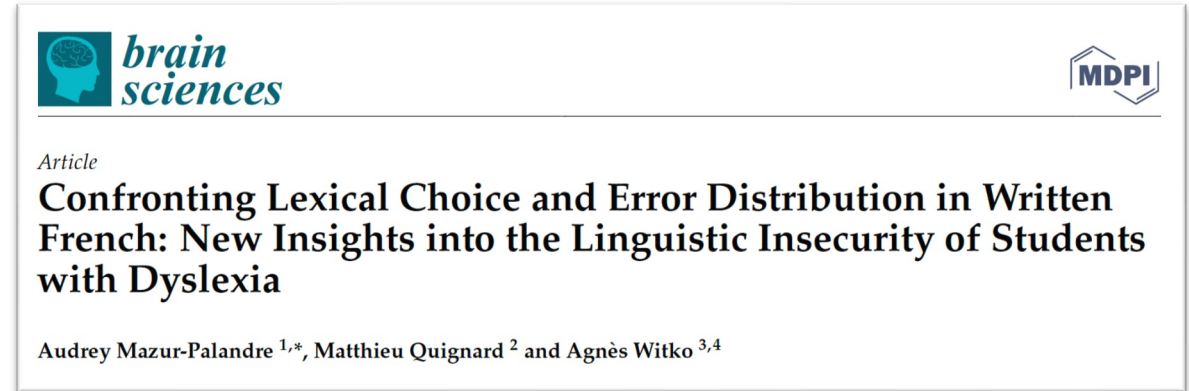 brain
sciences
MDPI
Article
Confronting Lexical Choice and Error Distribution in Written
French: New Insights into the Linguistic Insecurity of Students
with Dyslexia
Audrey Mazur-Palandre 1,*, Matthieu Quignard 2 and Agnès Witko 3,4